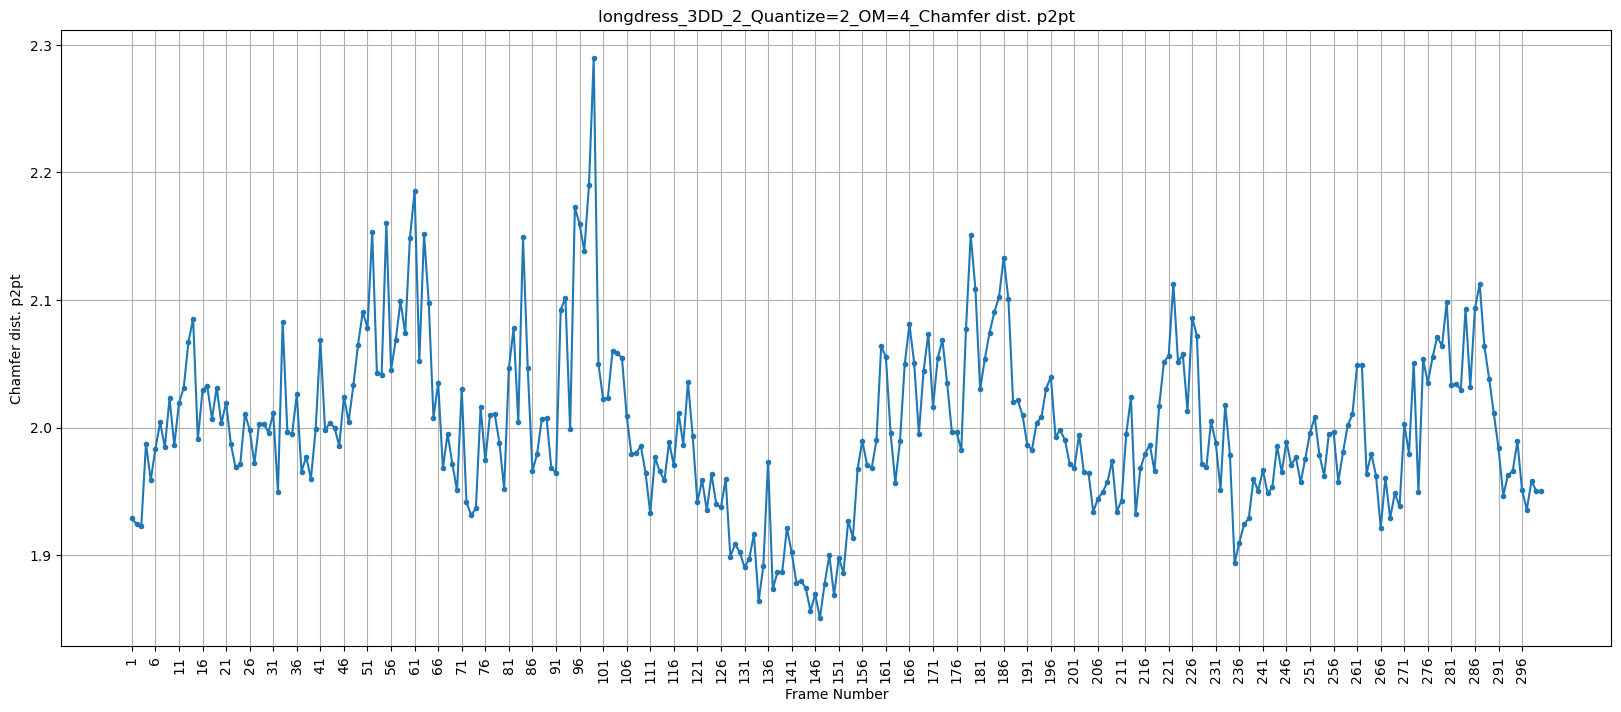 longdress_3DD_2_Quantize=2_OM=4_Chamfer dist. p2pt
Chamfer dist. p2pt
2.3
2.2
2.1
2.0
1.9
1 6 11 16 21 26 31 36 41 46 51 56 61 66 71 76 81 86 91 96 101 106 111 116 121 126 131 136 141 146 151 156 161 166 171 176 181 186 191 196 201 206 211 216 221 226 231 236 241 246 251 256 261 266 271 276 281 286 291 296
Frame Number